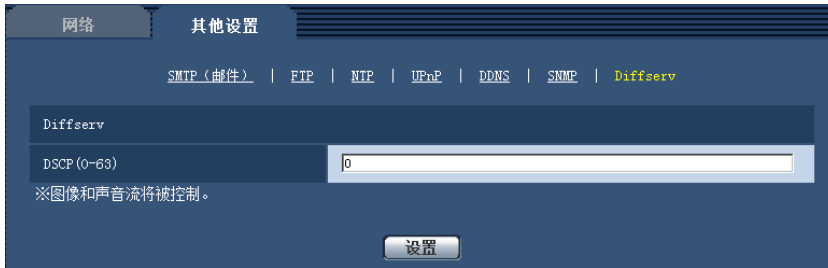 网络 其他设置
SMTP（邮件） | FTP | NTP | UPnP | DDNS | SNMP | Diffserv
Diffserv
DSCP(0-63) 0
※图像和声音流将被控制。
设置